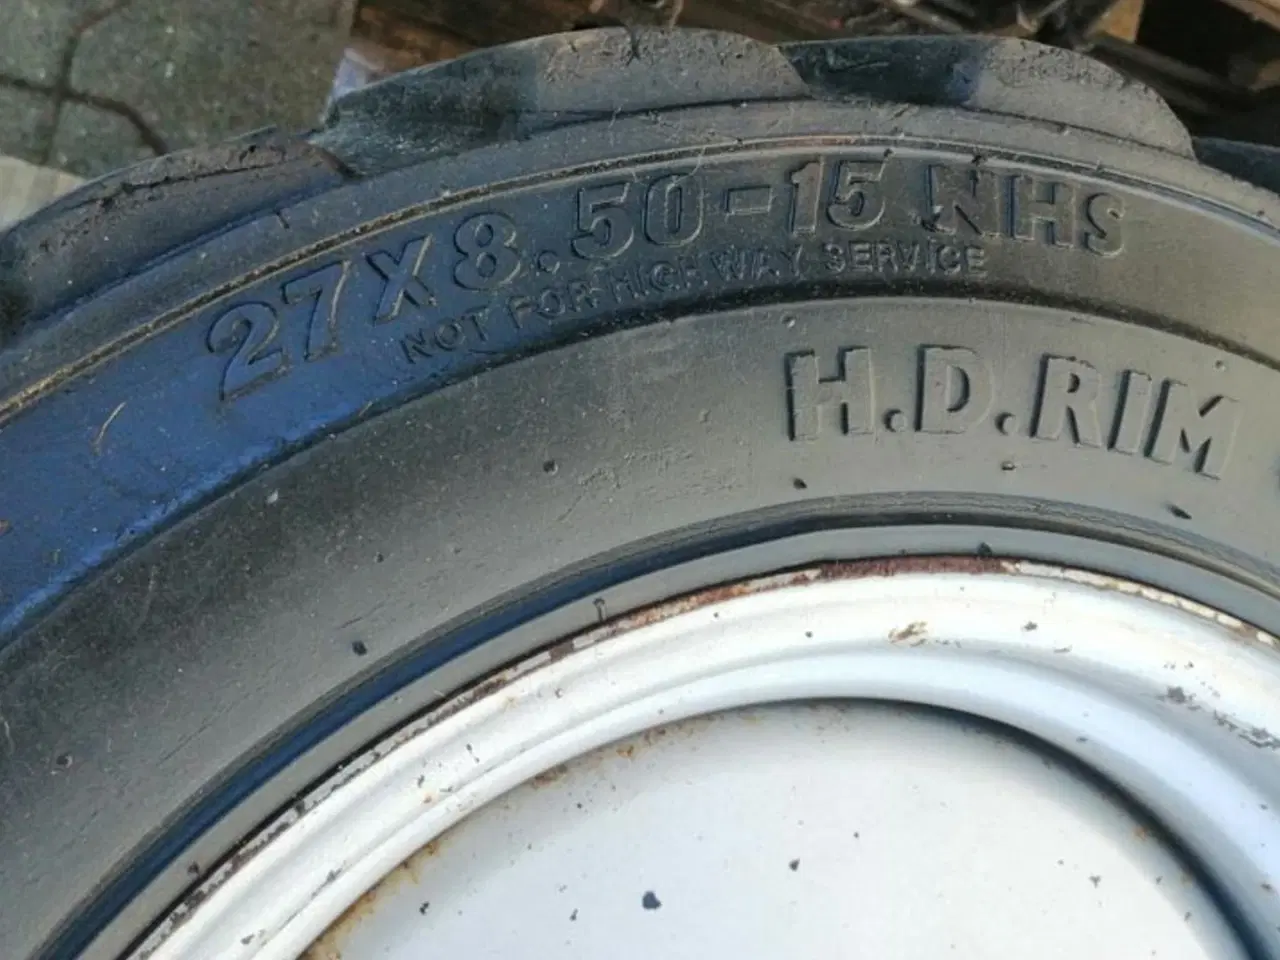 27X8.50-15 NHS
NOT FOR HIGHWAY SERVICE
H.D.RIM